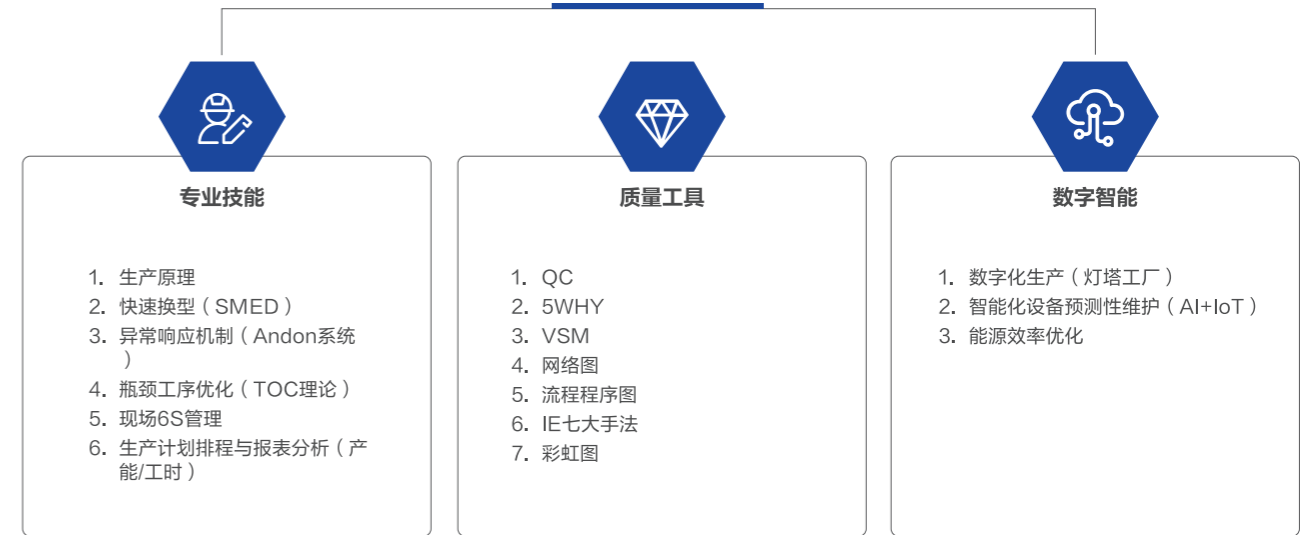 专业技能
1. 生产原理
2. 快速换型（SMED）
3. 异常响应机制（Andon系统
）
4. 瓶颈工序优化（TOC理论）
5. 现场6S管理
6. 生产计划排程与报表分析（产
能/工时）
质量工具
1. QC
2. 5WHY
3. VSM
4. 网络图
5. 流程程序图
6. IE七大手法
7. 彩虹图
数字智能
1. 数字化生产（灯塔工厂）
2. 智能化设备预测性维护（AI+IoT）
3. 能源效率优化